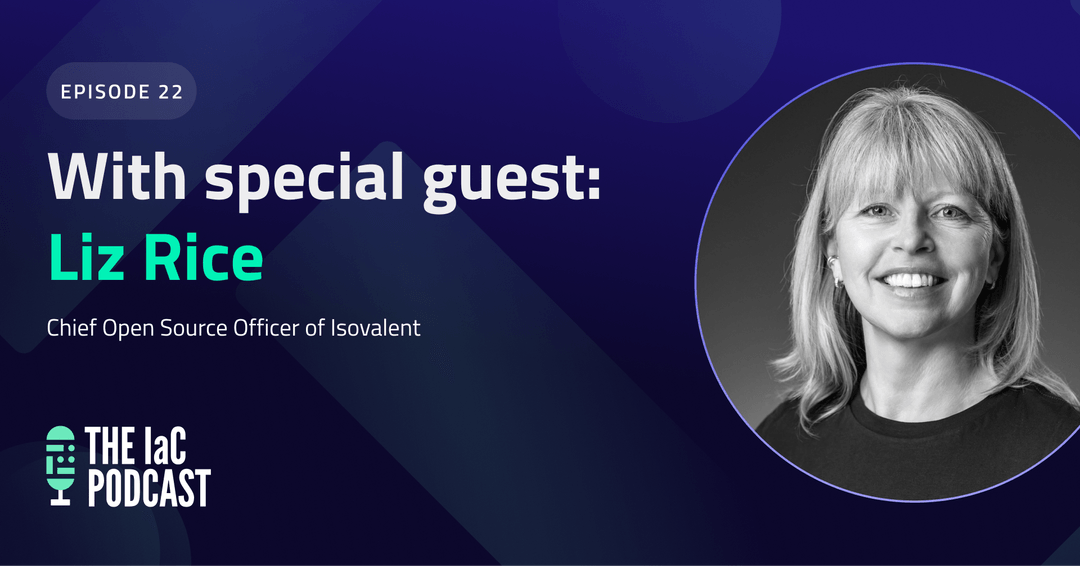 EPISODE 22
With special guest:
Liz Rice
Chief Open Source Officer of Isovalent
THE IaC
PODCAST